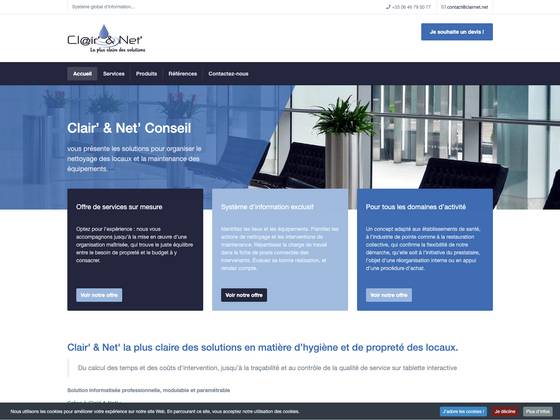 Système global d'information...
+33 06 46 79 50 77
contact@clairnet.net
Cl@ir' & Net'
La plus claire des solutions
Je souhaite un devis !
Accueil
Services
Produits
Références
Contactez-nous
Clair' & Net' Conseil
vous présente les solutions pour organiser le
nettoyage des locaux et la maintenance des
équipements.
Offre de services sur mesure
Optez pour l'expérience : nous vous
accompagnons jusqu'à la mise en œuvre d'une
organisation maîtrisée, qui trouve le juste équilibre
entre le besoin de propreté et le budget à y
consacrer.
Voir notre offre
Système d'information exclusif
Identifiez les lieux et les équipements. Planifiez les
actions de nettoyage et les interventions de
maintenance. Répartissez la charge de travail
dans la fiche de poste connectée des
intervenants. Evaluez sa bonne réalisation, et
rendez compte.
Voir notre offre
Pour tous les domaines d'activité
Un concept adapté aux établissements de santé,
à l'industrie de pointe comme à la restauration
collective, qui confirme la flexibilité de notre
démarche, qu'elle soit à l'initiative du prestataire,
l'objet d'une réorganisation interne ou en appui
d'une procédure d'achat.
Voir notre offre
Clair' & Net' la plus claire des solutions en matière d'hygiène et de propreté des locaux.
Du calcul des temps et des coûts d'intervention, jusqu'à la traçabilité et au contrôle de la qualité de service sur tablette interactive
Solution informatisée professionnelle, modulable et paramétrable
Nous utilisons les cookies pour améliorer votre expérience sur notre site Web. En parcourant ce site, vous acceptez notre utilisation des cookies.
J'adore les cookies !
Je décline
Plus d'infos